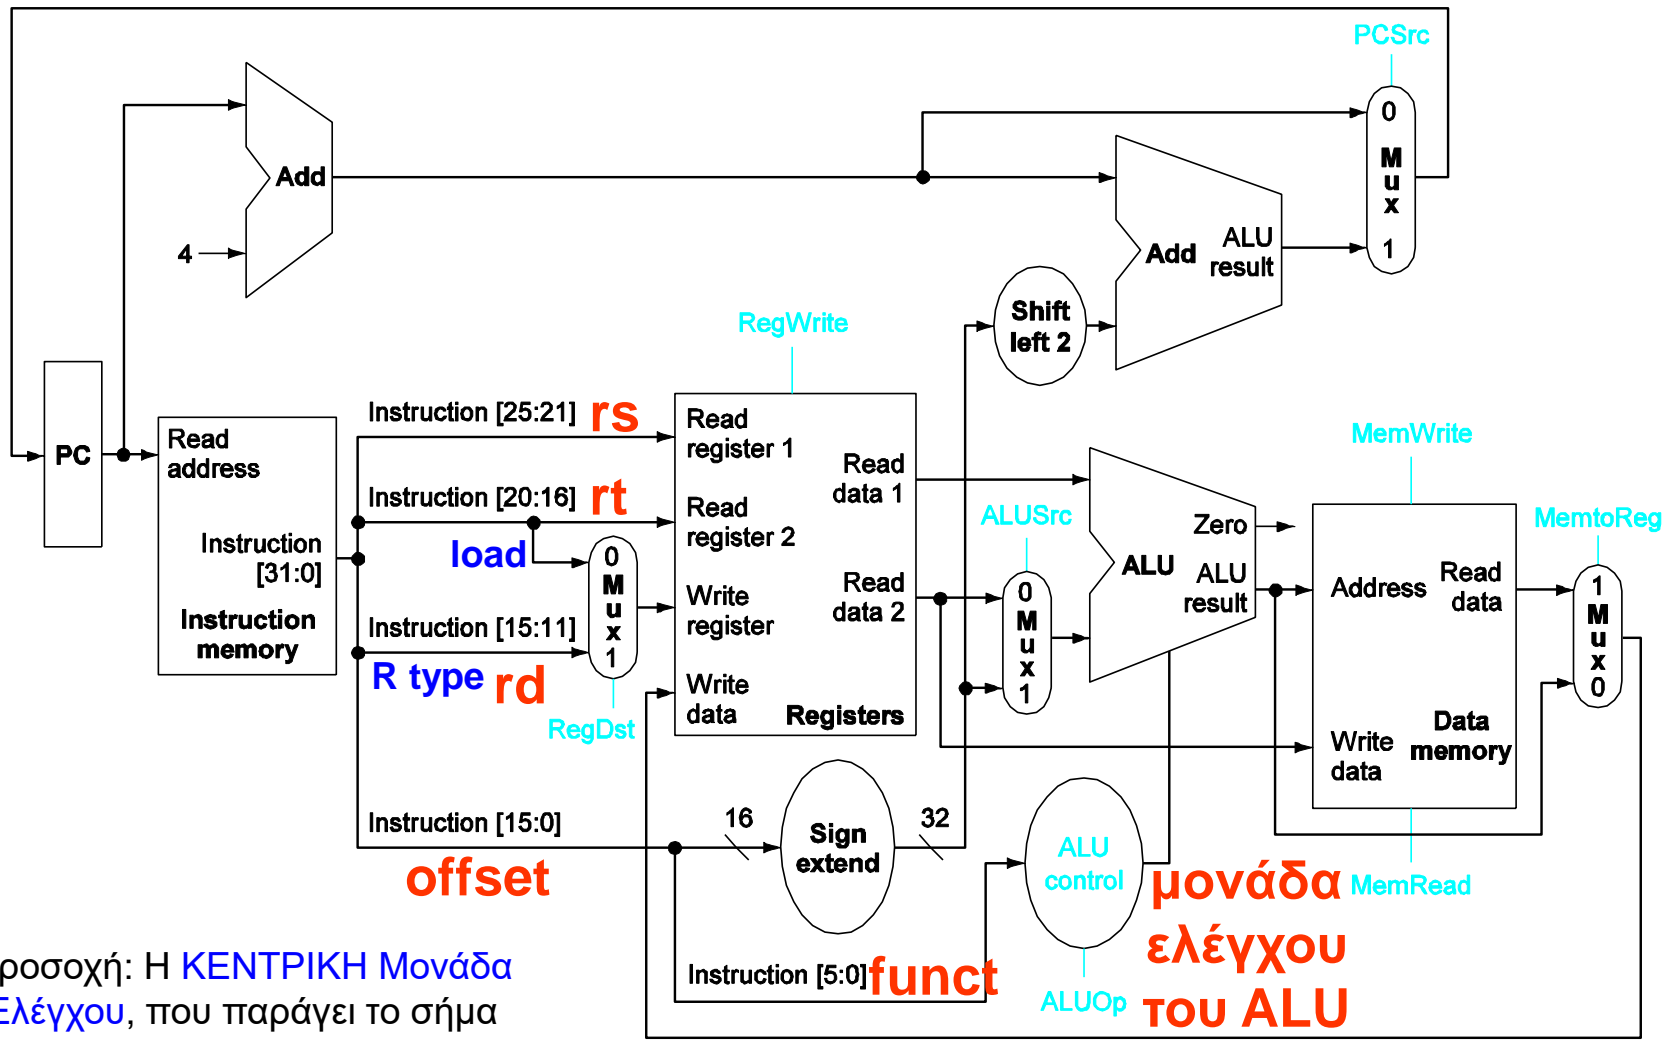 PCSrc
0
M
u
x
1
Add
4
Add
ALU
result
Shift
left 2
RegWrite
PC
Read
address
Instruction
[31:0]
Instruction
memory
Instruction [25:21] rs
Instruction [20:16] rt
load
Instruction [15:11]
R type rd
0
M
u
x
1
RegDst
Read
register 1
Read
register 2
Write
register
Write
data
Read
data 1
Read
data 2
Registers
ALUSrc
0
M
u
x
1
Zero
ALU
ALU
result
MemWrite
Address
Read
data
Write
data
Data
memory
MemRead
MemtoReg
1
M
u
x
0
Instruction [15:0]
offset
16
Sign
extend
32
ALU
control
ALUOp
μονάδα
ελέγχου
του ALU
Instruction [5:0] funct
ροσοχή: Η ΚΕΝΤΡΙΚΗ Μονάδα
Ελέγχου, που παράγει το σήμα